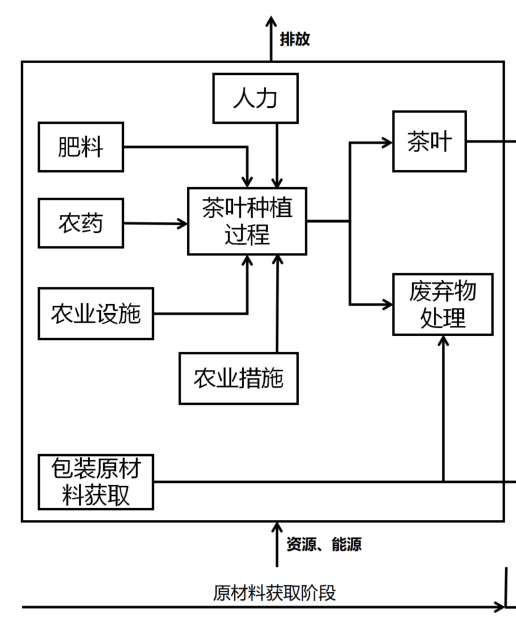 排放
人力
肥料
茶叶
农药
茶叶种植
过程
废弃物
处理
农业设施
农业措施
包装原材
料获取
资源、能源
原材料获取阶段